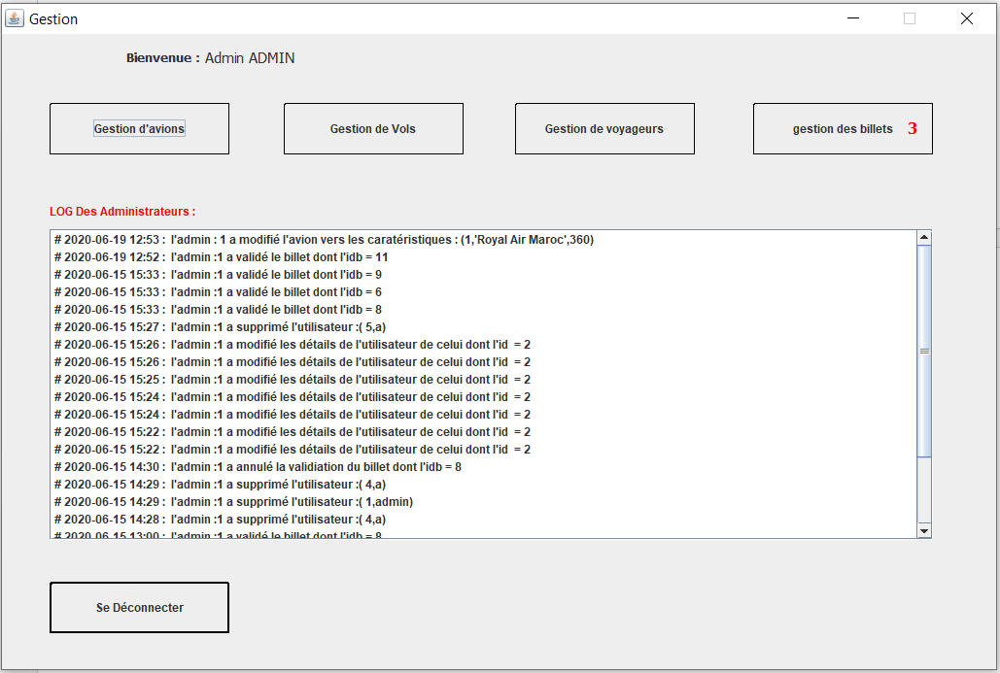 Gestion
Bienvenue : Admin ADMIN
Gestion d'avions
Gestion de Vols
Gestion de voyageurs
gestion des billets 3
LOG Des Administrateurs :
# 2020-06-19 12:53 : l'admin : 1 a modifié l'avion vers les caratéristiques : (1,'Royal Air Maroc',360)
# 2020-06-19 12:52 : l'admin :1 a validé le billet dont l'idb = 11
# 2020-06-15 15:33 : l'admin :1 a validé le billet dont l'idb = 9
# 2020-06-15 15:33 : l'admin :1 a validé le billet dont l'idb = 6
# 2020-06-15 15:33 : l'admin :1 a validé le billet dont l'idb = 8
# 2020-06-15 15:27 : l'admin :1 a supprimé l'utilisateur :( 5,a)
# 2020-06-15 15:26 : l'admin :1 a modifié les détails de l'utilisateur de celui dont l'id = 2
# 2020-06-15 15:26 : l'admin :1 a modifié les détails de l'utilisateur de celui dont l'id = 2
# 2020-06-15 15:25 : l'admin :1 a modifié les détails de l'utilisateur de celui dont l'id = 2
# 2020-06-15 15:24 : l'admin :1 a modifié les détails de l'utilisateur de celui dont l'id = 2
# 2020-06-15 15:24 : l'admin :1 a modifié les détails de l'utilisateur de celui dont l'id = 2
# 2020-06-15 15:22 : l'admin :1 a modifié les détails de l'utilisateur de celui dont l'id = 2
# 2020-06-15 15:22 : l'admin :1 a modifié les détails de l'utilisateur de celui dont l'id = 2
# 2020-06-15 14:30 : l'admin :1 a annulé la validiation du billet dont l'idb = 8
# 2020-06-15 14:29 : l'admin :1 a supprimé l'utilisateur :( 4,a)
# 2020-06-15 14:29 : l'admin :1 a supprimé l'utilisateur :( 1,admin)
# 2020-06-15 14:28 : l'admin :1 a supprimé l'utilisateur :( 4,a)
# 2020-06-15 13:00 : l'admin :1 a validé le billet dont l'idb = 8
Se Déconnecter